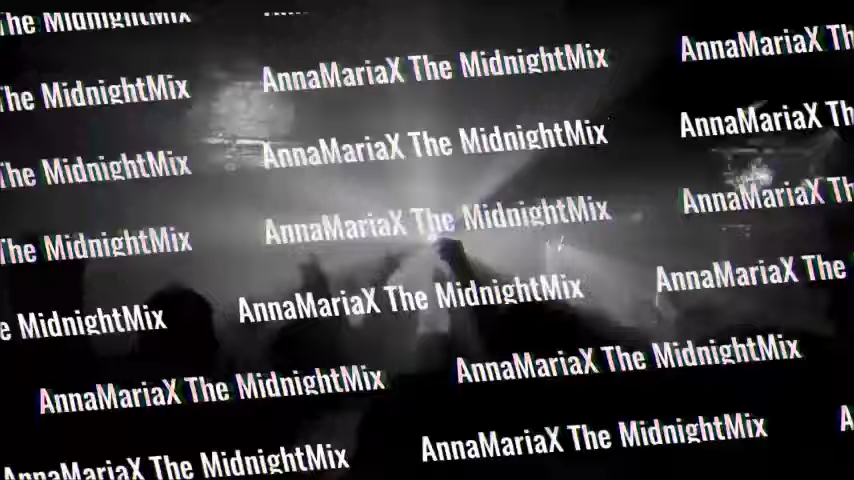 The MidnightMix
The MidnightMix AnnaMariaX The MidnightMix AnnaMariaX Th
The MidnightMix AnnaMariaX The MidnightMix AnnaMariaX Th
The MidnightMix AnnaMariaX The MidnightMix AnnaMariaX Th
e MidnightMix AnnaMariaX The MidnightMix AnnaMariaX The
AnnaMariaX The MidnightMix AnnaMariaX The MidnightMix
AnnaMariaX The MidnightMix AnnaMariaX The MidnightMix A